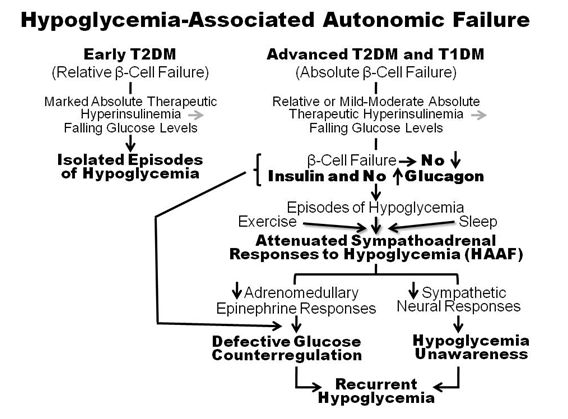 Hypoglycemia-Associated Autonomic Failure
Early T2DM
(Relative β-Cell Failure)
Marked Absolute Therapeutic
Hyperinsulinemia →
Falling Glucose Levels
Isolated Episodes
of Hypoglycemia
Advanced T2DM and T1DM
(Absolute β-Cell Failure)
Relative or Mild-Moderate Absolute
Therapeutic Hyperinsulinemia →
Falling Glucose Levels
β-Cell Failure → No ↓
Insulin and No ↑ Glucagon
Episodes of Hypoglycemia
Exercise
Sleep
Attenuated Sympathoadrenal
Responses to Hypoglycemia (HAAF)
↓ Adrenomedullary
Epinephrine Responses
Defective Glucose
Counterregulation
↓ Sympathetic
Neural Responses
Hypoglycemia
Unawareness
Recurrent
Hypoglycemia